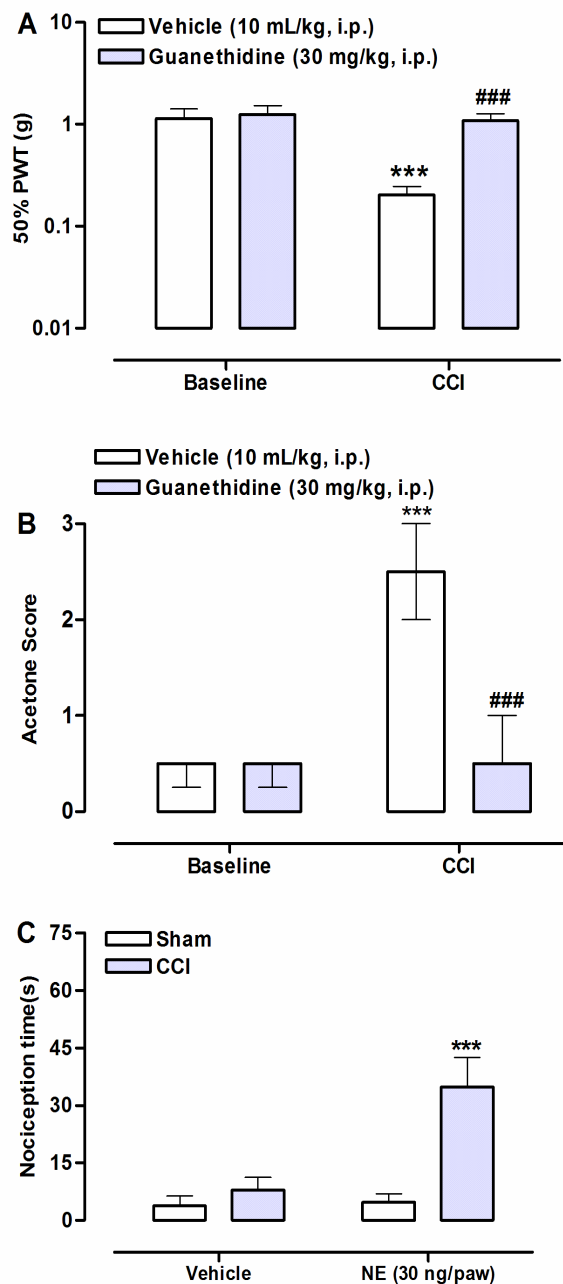 A
10
Vehicle (10 mL/kg, i.p.)
Guanethidine (30 mg/kg, i.p.)
###
1
***
50% PWT (g)
0.1
0.01
Baseline CCI
Vehicle (10 mL/kg, i.p.)
Guanethidine (30 mg/kg, i.p.)
B
3
***
2
Acetone Score
###
1
0
Baseline CCI
C
75
Sham
CCI
60
45
***
Nociception time(s)
30
15
0
Vehicle NE (30 ng/paw)